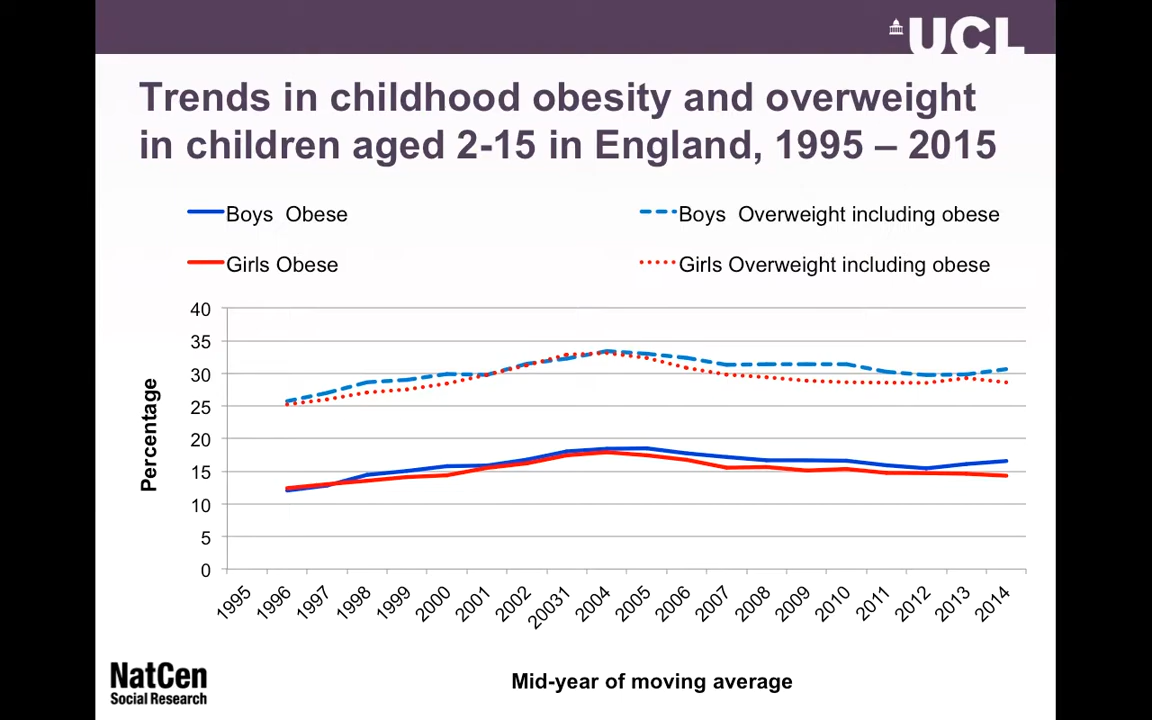 UCL
Trends in childhood obesity and overweight
in children aged 2-15 in England, 1995 – 2015
Boys Obese
Boys Overweight including obese
Girls Obese
Girls Overweight including obese
40
35
30
25
20
15
10
5
0
Percentage
1995
1996
1997
1998
1999
2000
2001
2002
20031
2004
2005
2006
2007
2008
2009
2010
2011
2012
2013
2014
Mid-year of moving average
NatCen
Social Research